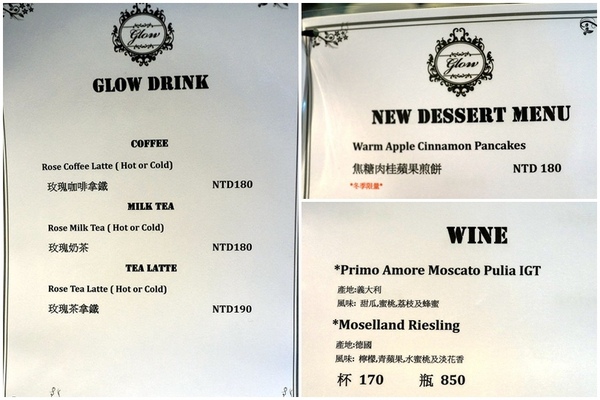 Glow
GLOW DRINK
COFFEE
Rose Coffee Latte ( Hot or Cold)
玫瑰咖啡拿鐵 NTD180
MILK TEA
Rose Milk Tea ( Hot or Cold)
玫瑰奶茶 NTD180
TEA LATTE
Rose Tea Latte ( Hot or Cold)
玫瑰茶拿鐵 NTD190
Glow
NEW DESSERT MENU
Warm Apple Cinnamon Pancakes
焦糖肉桂蘋果煎餅 NTD 180
*冬季限量*
WINE
*Primo Amore Moscato Pulia IGT
產地:義大利
風味: 甜瓜,蜜桃,荔枝及蜂蜜
*Moselland Riesling
產地:德國
風味: 檸檬,青蘋果,水蜜桃及淡花香
杯 170 瓶 850